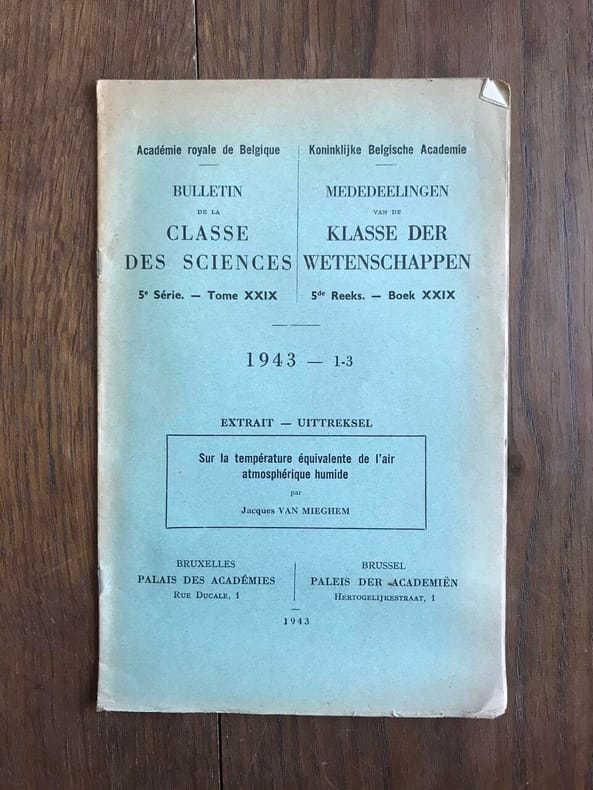 Académie royale de Belgique
BULLETIN
DE LA
CLASSE
DES SCIENCES
5e Série. — Tome XXIX
Koninklijke Belgische Academie
MEDEDEELINGEN
VAN DE
KLASSE DER
WETENSCHAPPEN
5de Reeks. — Boek XXIX
1943 — 1-3
EXTRAIT — UITTREKSEL
Sur la température équivalente de l'air
atmosphérique humide
par
Jacques VAN MIEGHEM
BRUXELLES
PALAIS DES ACADÉMIES
RUE DUCALE, 1
BRUSSEL
PALEIS DER ACADEMIËN
HERTOGELIJKESTRAAT, 1
1943